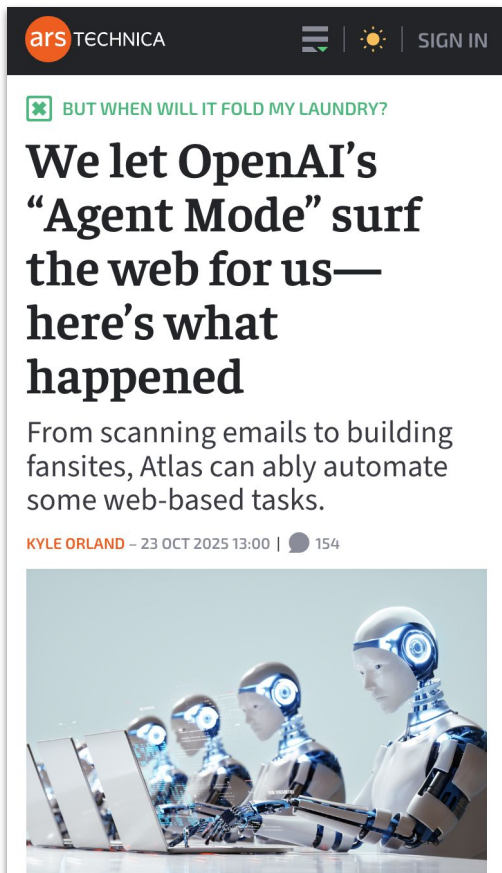 ars TECHNICA
SIGN IN
BUT WHEN WILL IT FOLD MY LAUNDRY?
We let OpenAI’s
“Agent Mode” surf
the web for us—
here’s what
happened
From scanning emails to building
fansites, Atlas can ably automate
some web-based tasks.
KYLE ORLAND – 23 OCT 2025 13:00 | 154